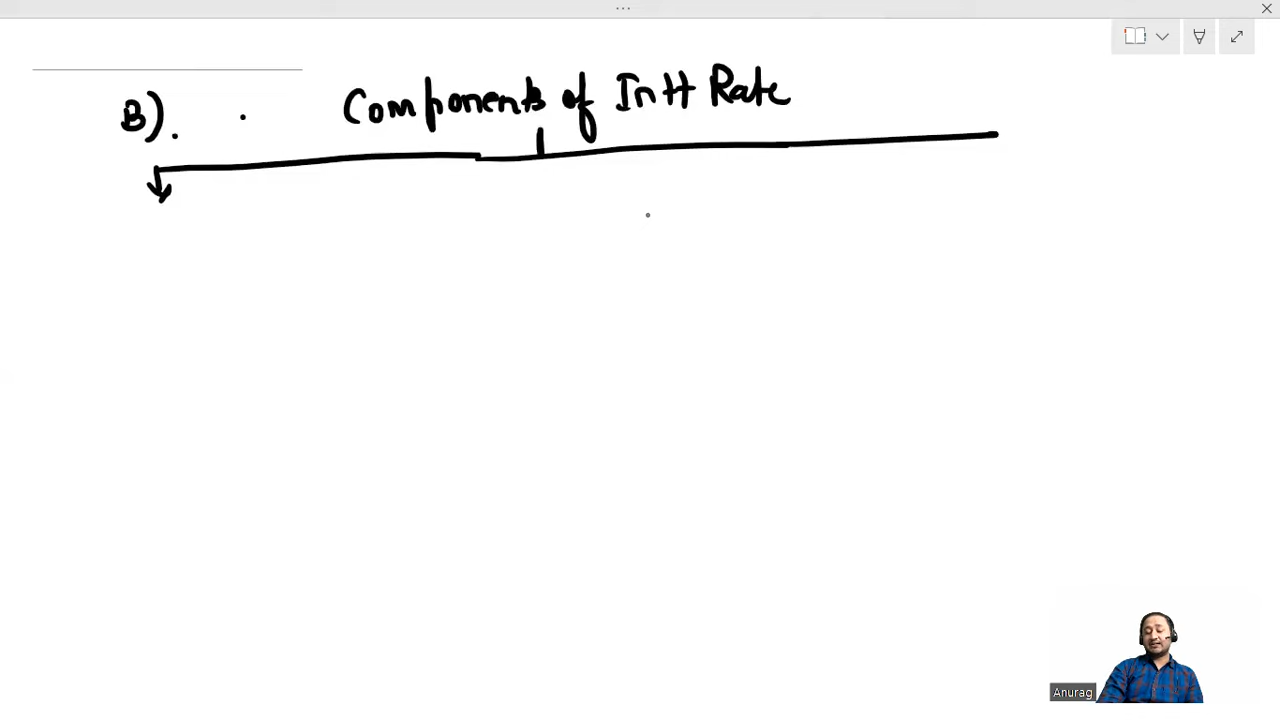 B). Components of Intt Rate
Anurag